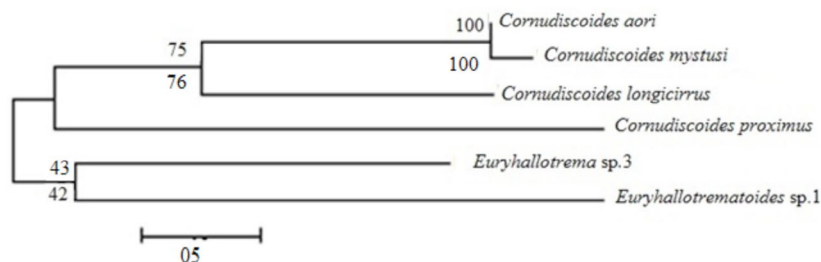 100 Cornudiscoides aori
75
Cornudiscoides mystusi
100
76
Cornudiscoides longicirrus
Cornudiscoides proximus
43
Euryhallotrema sp.3
42
Euryhallotrematoides sp.1
05